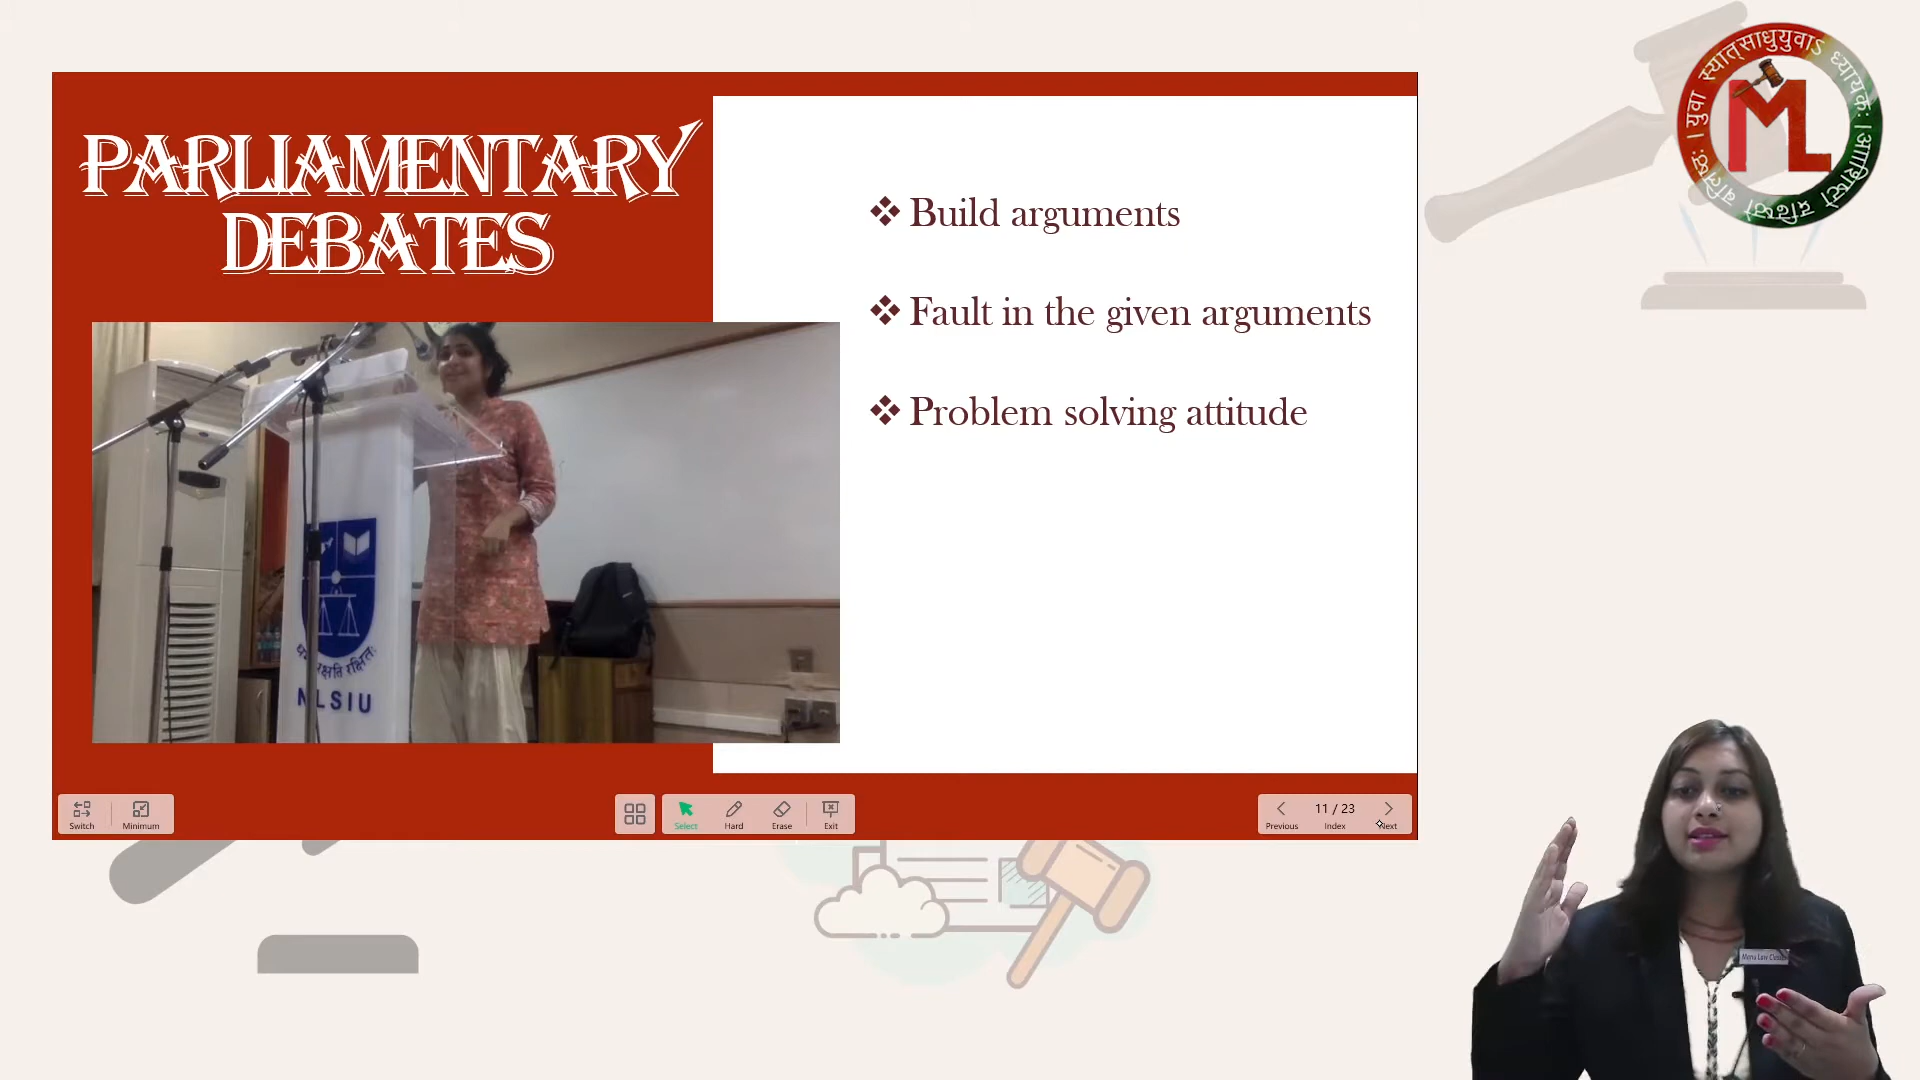 PARLIAMENTARY
DEBATES
Build arguments
Fault in the given arguments
Problem solving attitude
NLSIU
ML
Switch
Minimum
Select
Hard
Erase
Exit
Previous
11 / 23
Index
Next